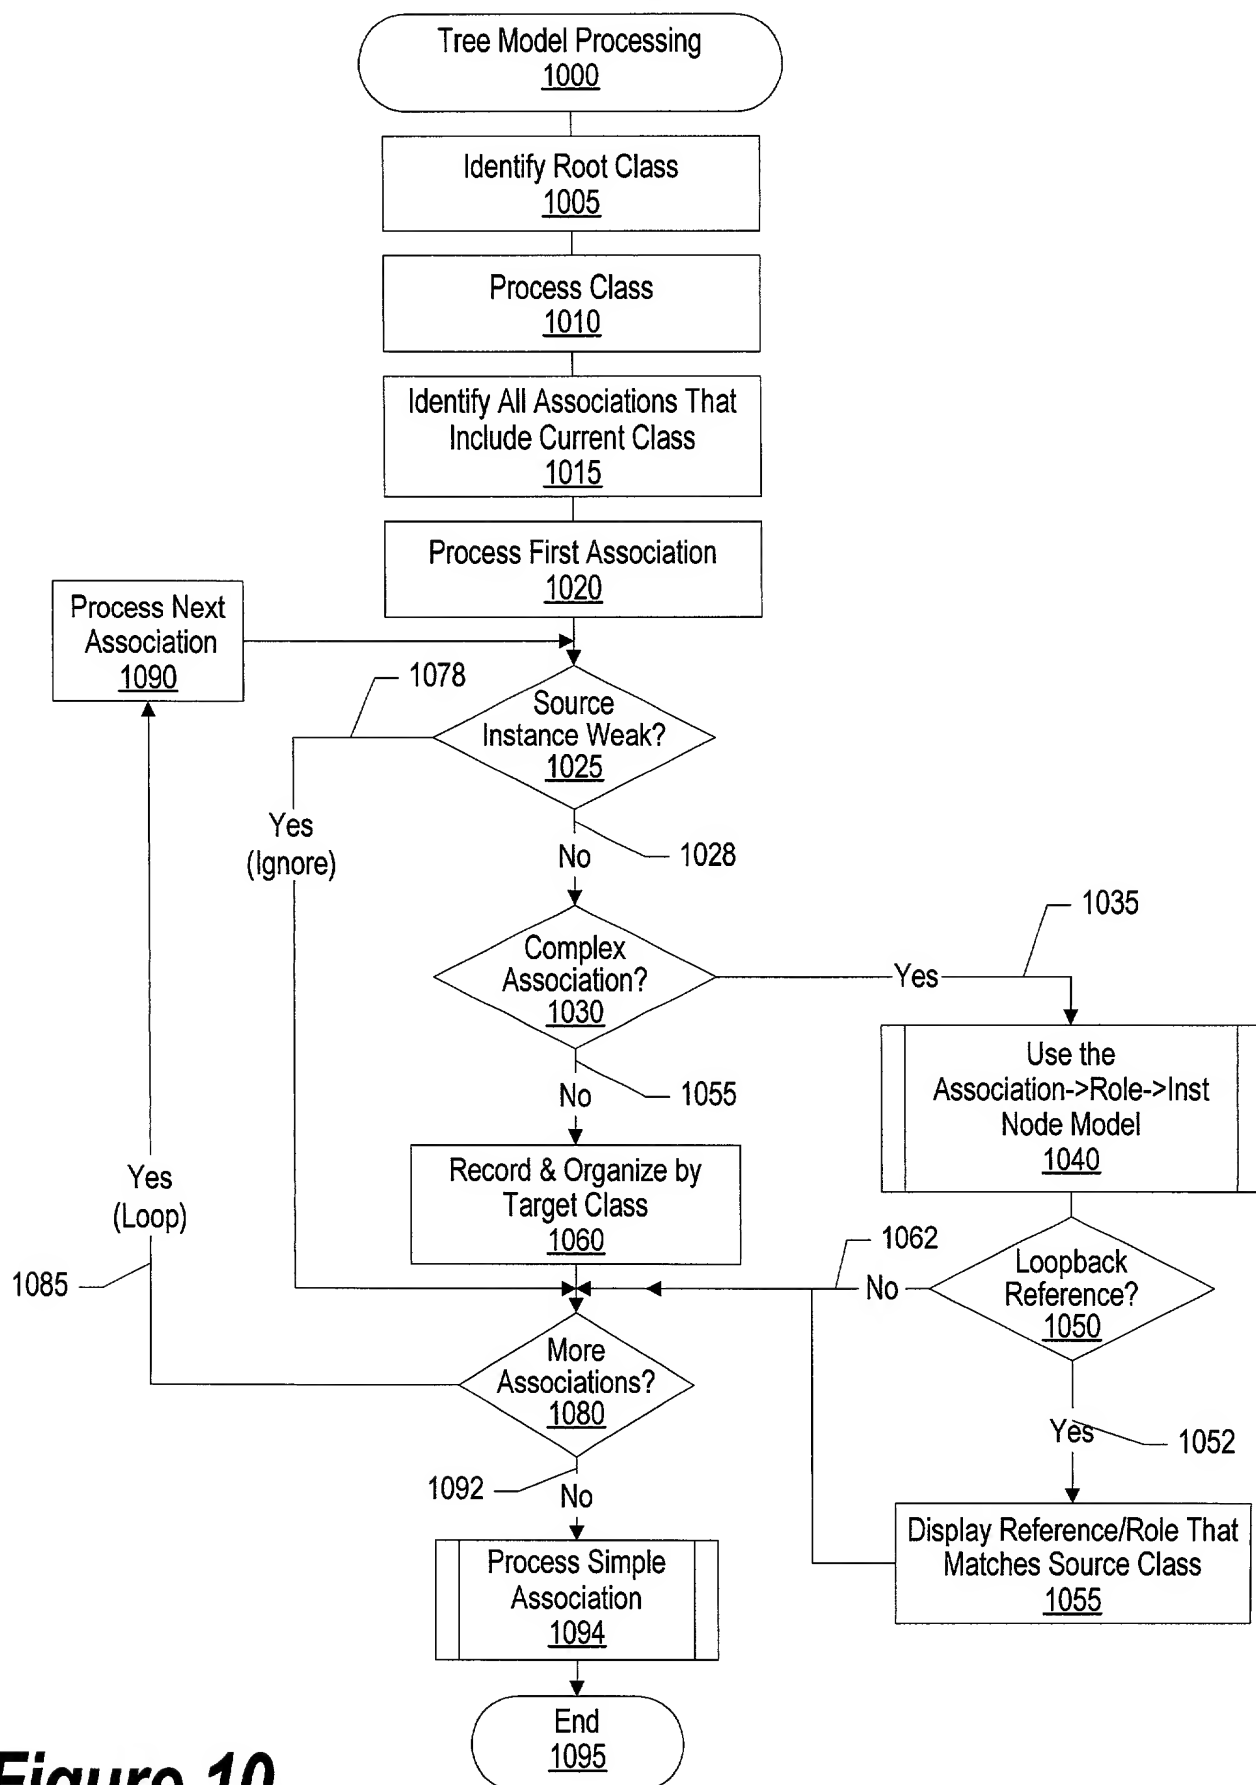 Tree Model Processing
1000
Identify Root Class
1005
Process Class
1010
Identify All Associations That
Include Current Class
1015
Process First Association
1020
Process Next
Association
1090
1078
Source
Instance Weak?
1025
Yes
(Ignore)
No
1028
1035
Complex
Association?
1030
Yes
Use the
Association->Role->Inst
Node Model
1040
No
1055
Record & Organize by
Target Class
1060
Yes
(Loop)
1085
1062
No
Loopback
Reference?
1050
More
Associations?
1080
Yes
1052
1092
No
Display Reference/Role That
Matches Source Class
1055
Process Simple
Association
1094
End
1095
Figure 10